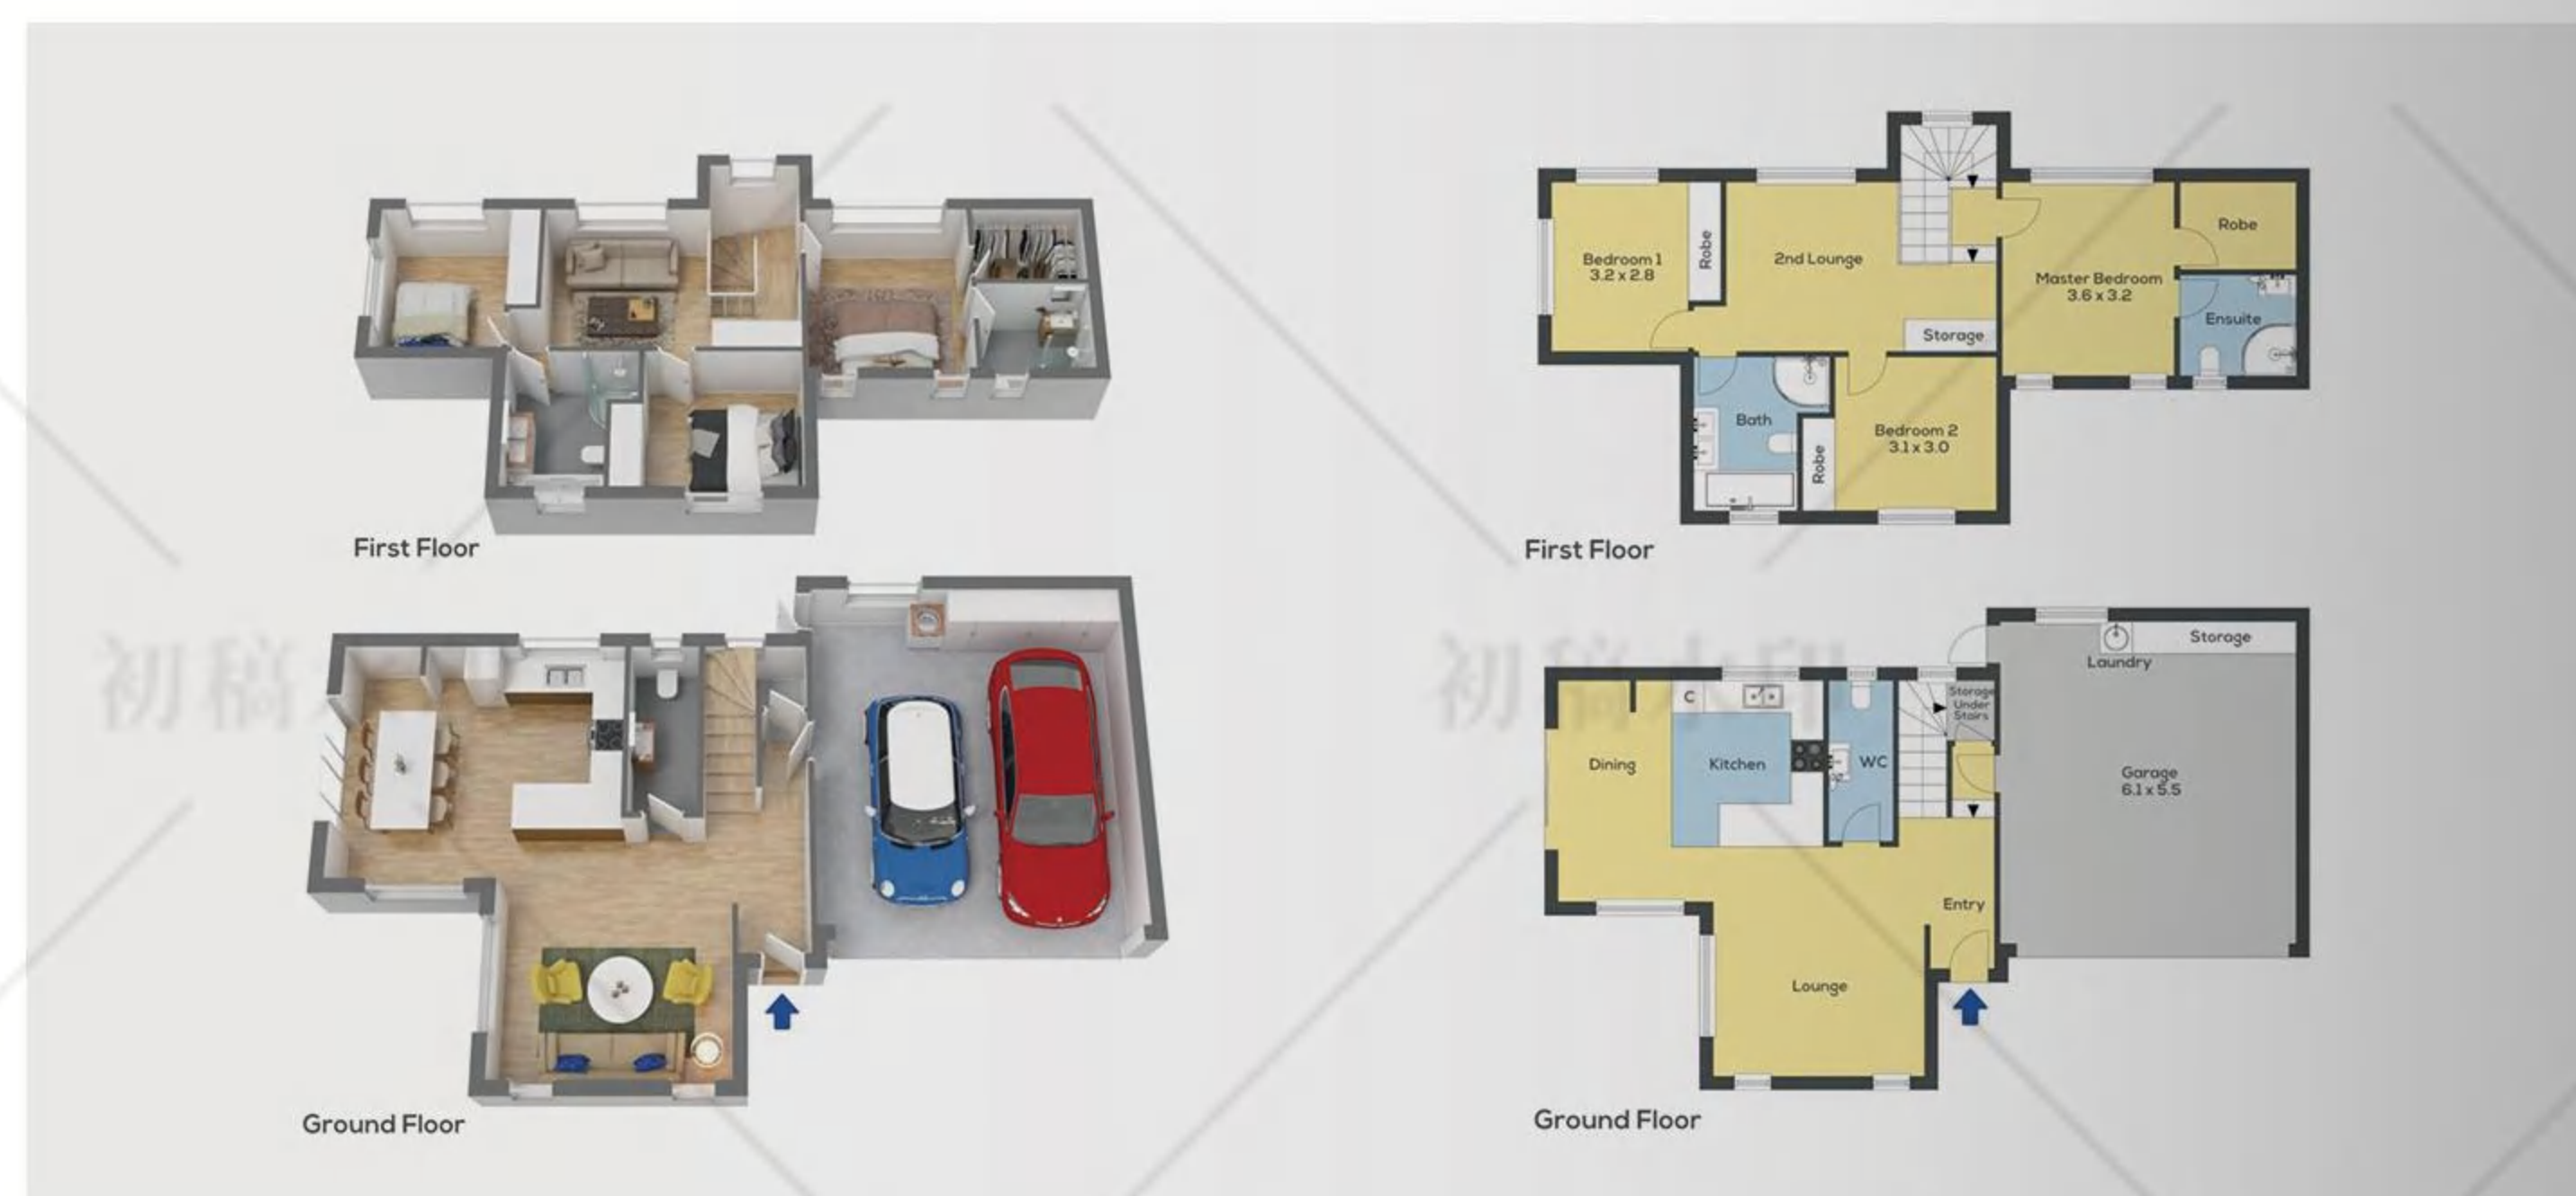 First Floor
Ground Floor
Bedroom 1
3.2 x 2.8
Robe
2nd Lounge
Storage
Master Bedroom
3.6 x 3.2
Robe
Ensuite
Bath
Robe
Bedroom 2
3.1 x 3.0
First Floor
Storage
Laundry
C
Storage
Under
Stairs
Dining
Kitchen
WC
Garage
6.1 x 5.5
Entry
Lounge
Ground Floor
初稿
初稿水印